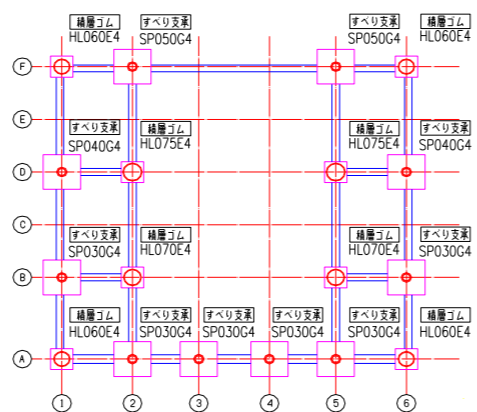 積層ゴム すべり支承 すべり支承 積層ゴム
HL060E4 SP050G4 SP050G4 HL060E4
F
E
すべり支承 積層ゴム 積層ゴム すべり支承
SP040G4 HL075E4 HL075E4 SP040G4
D
C
すべり支承 積層ゴム 積層ゴム すべり支承
SP030G4 HL070E4 HL070E4 SP030G4
B
積層ゴム すべり支承 すべり支承 すべり支承 すべり支承 積層ゴム
HL060E4 SP030G4 SP030G4 SP030G4 SP030G4 HL060E4
A
1 2 3 4 5 6